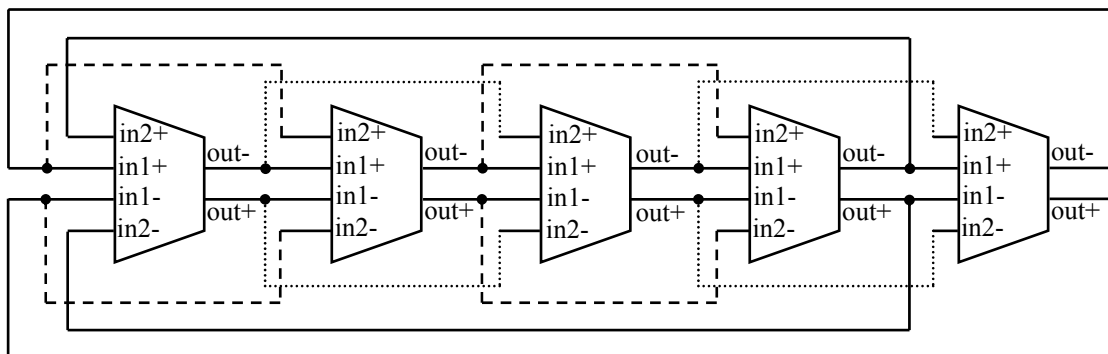 in2+
in1+
in1-
in2-
out-
out+
in2+
in1+
in1-
in2-
out-
out+
in2+
in1+
in1-
in2-
out-
out+
in2+
in1+
in1-
in2-
out-
out+
in2+
in1+
in1-
in2-
out-
out+